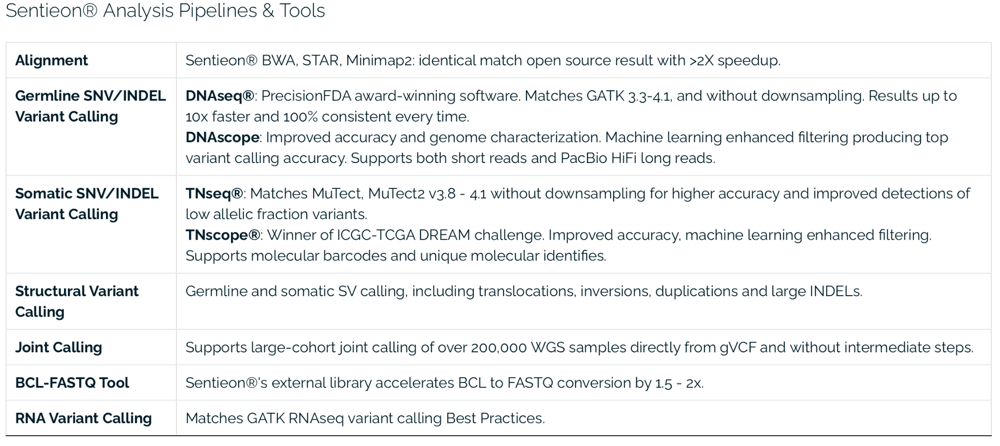 Sentieon® Analysis Pipelines & Tools
Alignment
Sentieon® BWA, STAR, Minimap2: identical match open source result with >2X speedup.
Germline SNV/INDEL
Variant Calling
DNAseq®: PrecisionFDA award-winning software. Matches GATK 3.3-4.1, and without downsampling. Results up to
10x faster and 100% consistent every time.
DNAscope: Improved accuracy and genome characterization. Machine learning enhanced filtering producing top
variant calling accuracy. Supports both short reads and PacBio HiFi long reads.
Somatic SNV/INDEL
Variant Calling
TNseq®: Matches MuTect, MuTect2 v3.8 - 4.1 without downsampling for higher accuracy and improved detections of
low allelic fraction variants.
TNscope®: Winner of ICGC-TCGA DREAM challenge. Improved accuracy, machine learning enhanced filtering.
Supports molecular barcodes and unique molecular identifies.
Structural Variant
Calling
Germline and somatic SV calling, including translocations, inversions, duplications and large INDELs.
Joint Calling
Supports large-cohort joint calling of over 200,000 WGS samples directly from gVCF and without intermediate steps.
BCL-FASTQ Tool
Sentieon®'s external library accelerates BCL to FASTQ conversion by 1.5 - 2x.
RNA Variant Calling
Matches GATK RNAseq variant calling Best Practices.